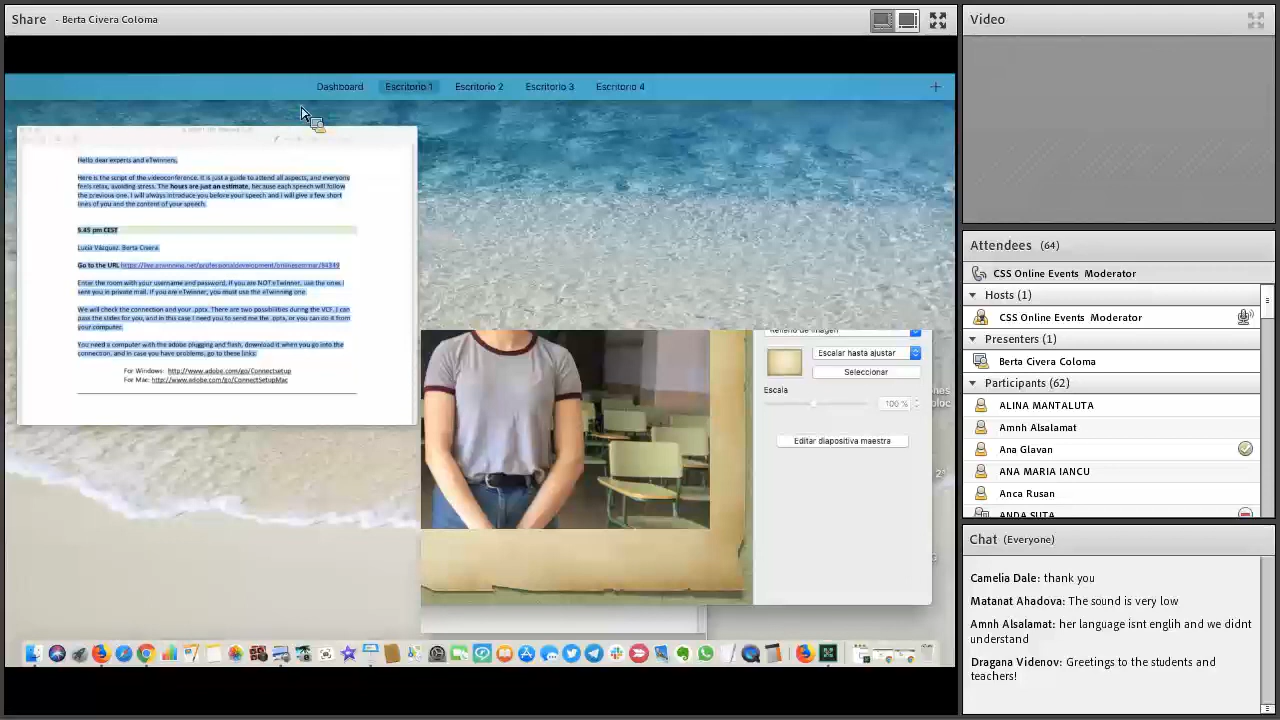 Share - Berta Civera Coloma
Video
Dashboard
Escritorio 1
Escritorio 2
Escritorio 3
Escritorio 4
Hello dear experts and eTwinners,
Here is the script of the videoconference. It is just a guide to attend all aspects, and everyone
feels relax, avoiding stress. The hours are just an estimate, because each speech will follow
the previous one. I will always introduce you before your speech and I will give a few short
lines of you and the content of your speech.
5.45 pm CEST
Lucía Vázquez. Berta Civera.
Go to the URL
Enter the room with your username and password, if you are NOT eTwinner, use the ones I
sent you in private mail. If you are eTwinner, you must use the eTwinning one.
We will check the connection and your .pptx. There are two possibilities during the VCF. I can
pass the slides for you, and in this case I need you to send me the .pptx, or you can do it from
your computer.
You need a computer with the adobe plugging and flash, download it when you go into the
connection, and in case you have problems, go to these links:
For Windows: http://www.adobe.com/go/Connectsetup
For Mac: http://www.adobe.com/go/ConnectSetupMac
Escalar hasta ajustar
Seleccionar
Escala
100 %
Editar diapositiva maestra
Attendees (64)
Hosts (1)
Presenters
Berta Civera Coloma
Participants (62)
ALINA MANTALUTA
Amnh Alsalamat
Ana Glavan
ANA MARIA IANCU
Anca Rusan
ANDA SUTA
Chat (Everyone)
Camelia Dale: thank you
Matanat Ahadova: The sound is very low
Amnh Alsalamat: her language isnt englih and we didnt
understand
Dragana Videnov: Greetings to the students and
teachers!